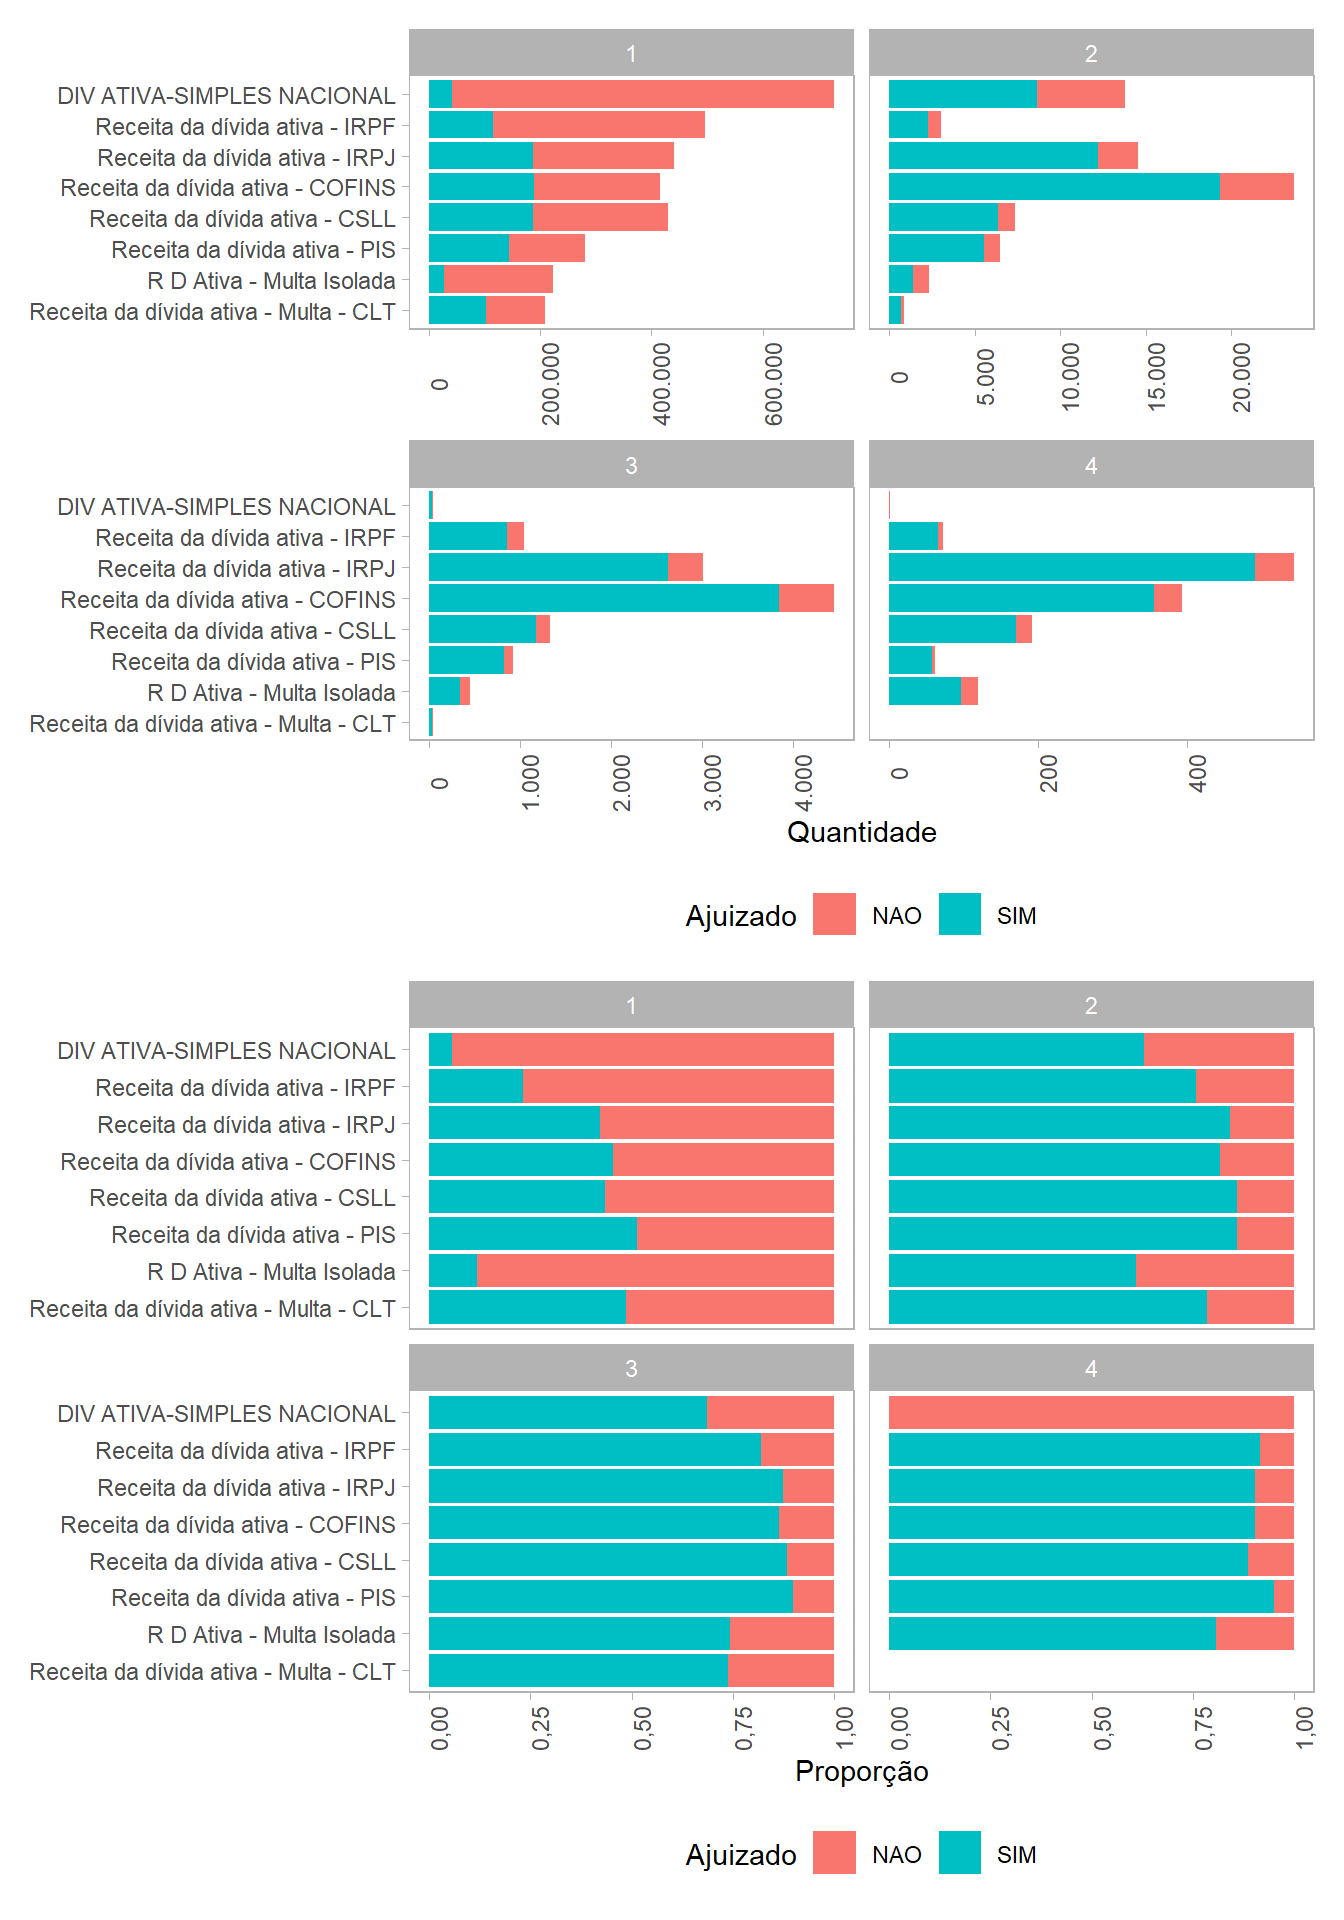 1
2
DIV ATIVA-SIMPLES NACIONAL
Receita da dívida ativa - IRPF
Receita da dívida ativa - IRPJ
Receita da dívida ativa - COFINS
Receita da dívida ativa - CSLL
Receita da dívida ativa - PIS
R D Ativa - Multa Isolada
Receita da dívida ativa - Multa - CLT
0
200.000
400.000
600.000
0
5.000
10.000
15.000
20.000
3
4
DIV ATIVA-SIMPLES NACIONAL
Receita da dívida ativa - IRPF
Receita da dívida ativa - IRPJ
Receita da dívida ativa - COFINS
Receita da dívida ativa - CSLL
Receita da dívida ativa - PIS
R D Ativa - Multa Isolada
Receita da dívida ativa - Multa - CLT
0
1.000
2.000
3.000
4.000
0
200
400
Quantidade
Ajuizado NAO SIM
1
2
DIV ATIVA-SIMPLES NACIONAL
Receita da dívida ativa - IRPF
Receita da dívida ativa - IRPJ
Receita da dívida ativa - COFINS
Receita da dívida ativa - CSLL
Receita da dívida ativa - PIS
R D Ativa - Multa Isolada
Receita da dívida ativa - Multa - CLT
3
4
DIV ATIVA-SIMPLES NACIONAL
Receita da dívida ativa - IRPF
Receita da dívida ativa - IRPJ
Receita da dívida ativa - COFINS
Receita da dívida ativa - CSLL
Receita da dívida ativa - PIS
R D Ativa - Multa Isolada
Receita da dívida ativa - Multa - CLT
0,00
0,25
0,50
0,75
1,00
0,00
0,25
0,50
0,75
1,00
Proporção
Ajuizado NAO SIM